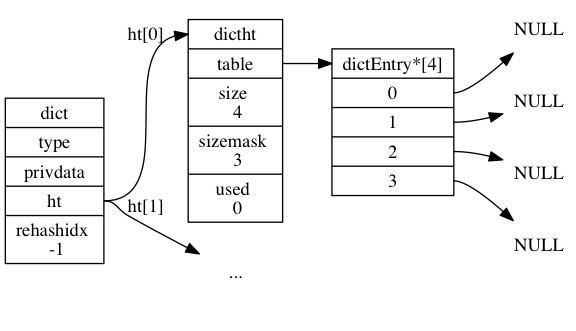 dict
type
privdata
ht
rehashidx
-1
ht[0]
ht[1]
dictht
table
size
4
sizemask
3
used
0
...
dictEntry*[4]
0
1
2
3
NULL
NULL
NULL
NULL